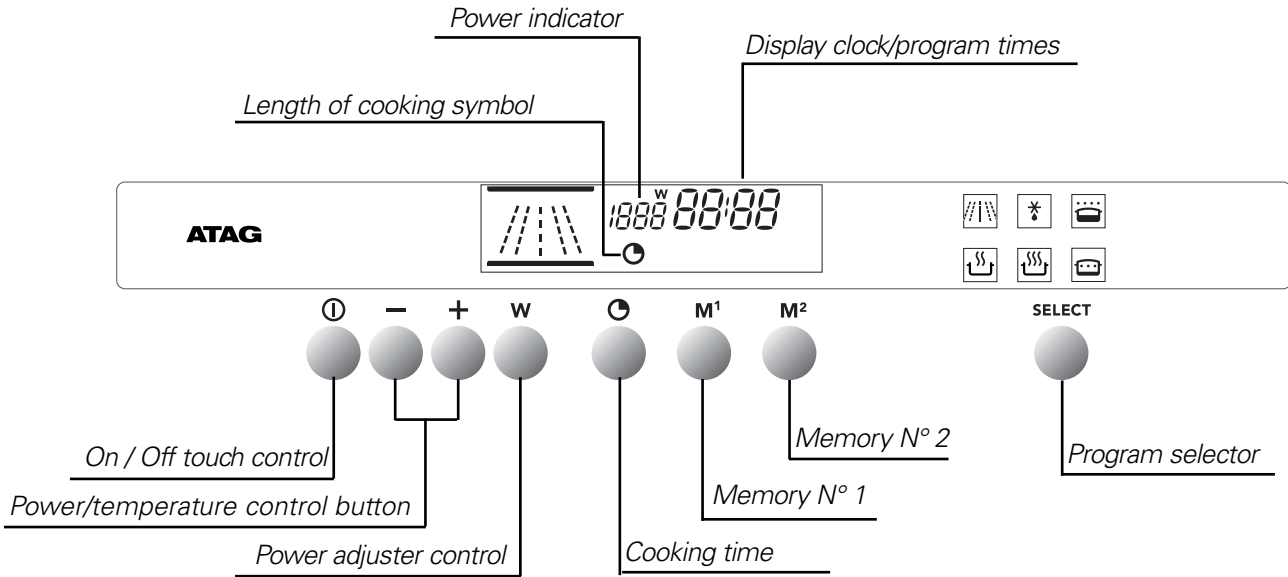 Power indicator
Display clock/program times
Length of cooking symbol
W
1888 88:88
ATAG
W M¹ M² SELECT
On / Off touch control
Memory N° 2
Program selector
Power/temperature control button
Memory N° 1
Power adjuster control
Cooking time